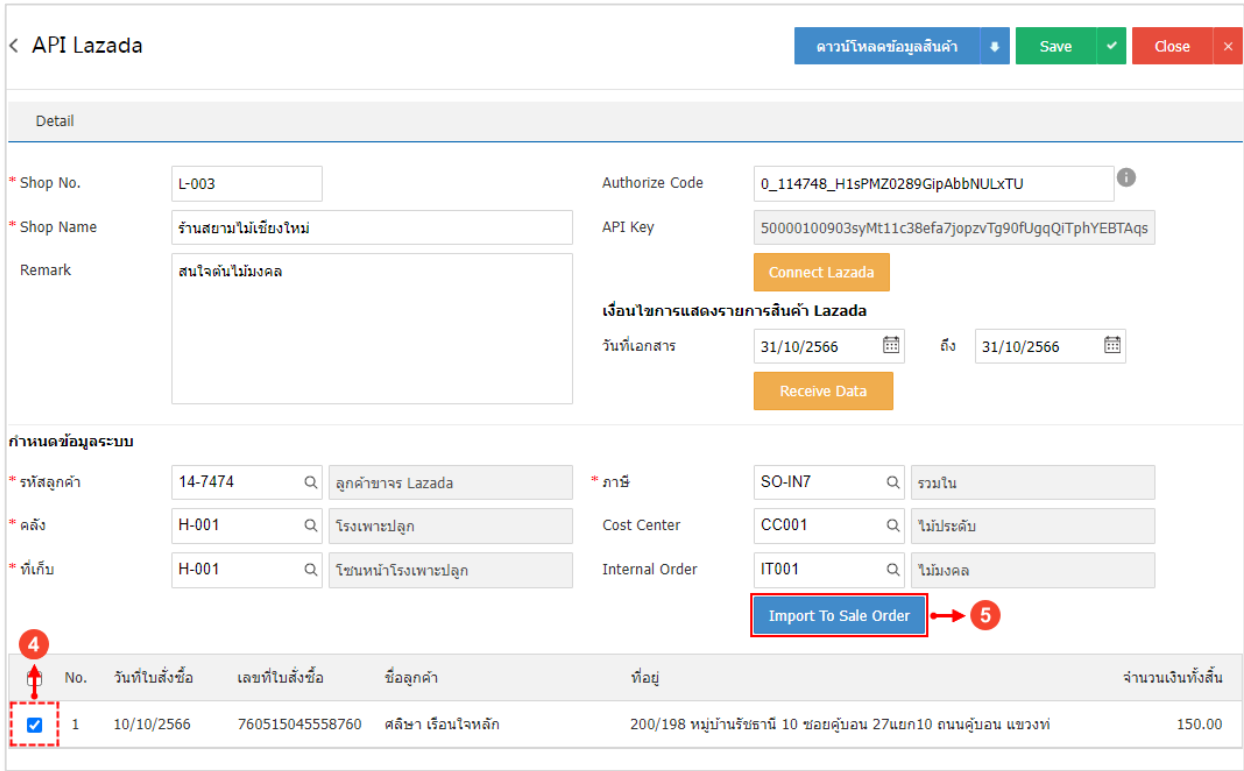 < API Lazada
ดาวน์โหลดข้อมูลสินค้า Save Close
Detail
* Shop No. L-003 Authorize Code 0_114748_H1sPMZ0289GipAbbNULxTU
* Shop Name ร้านสยามไม้เชียงใหม่ API Key 50000100903syMt11c38efa7jopzvTg90fUgqQiTphYEBTAqs
Remark สนใจต้นไม้มงคล Connect Lazada
เงื่อนไขการแสดงรายการสินค้า Lazada
วันที่เอกสาร 31/10/2566 ถึง 31/10/2566
Receive Data
กำหนดข้อมูลระบบ
* รหัสลูกค้า 14-7474 ลูกค้าขาจร Lazada * ภาษี SO-IN7 รวมใน
* คลัง H-001 โรงเพาะปลูก Cost Center CC001 ไม้ประดับ
* ที่เก็บ H-001 โซนหน้าโรงเพาะปลูก Internal Order IT001 ไม้มงคล
Import To Sale Order 5
4
No. วันที่ใบสั่งซื้อ เลขที่ใบสั่งซื้อ ชื่อลูกค้า ที่อยู่ จำนวนเงินทั้งสิ้น
1 10/10/2566 760515045558760 ศลิษา เรือนใจหลัก 200/198 หมู่บ้านรัชธานี 10 ซอยคู้บอน 27แยก10 ถนนคู้บอน แขวงท่ 150.00